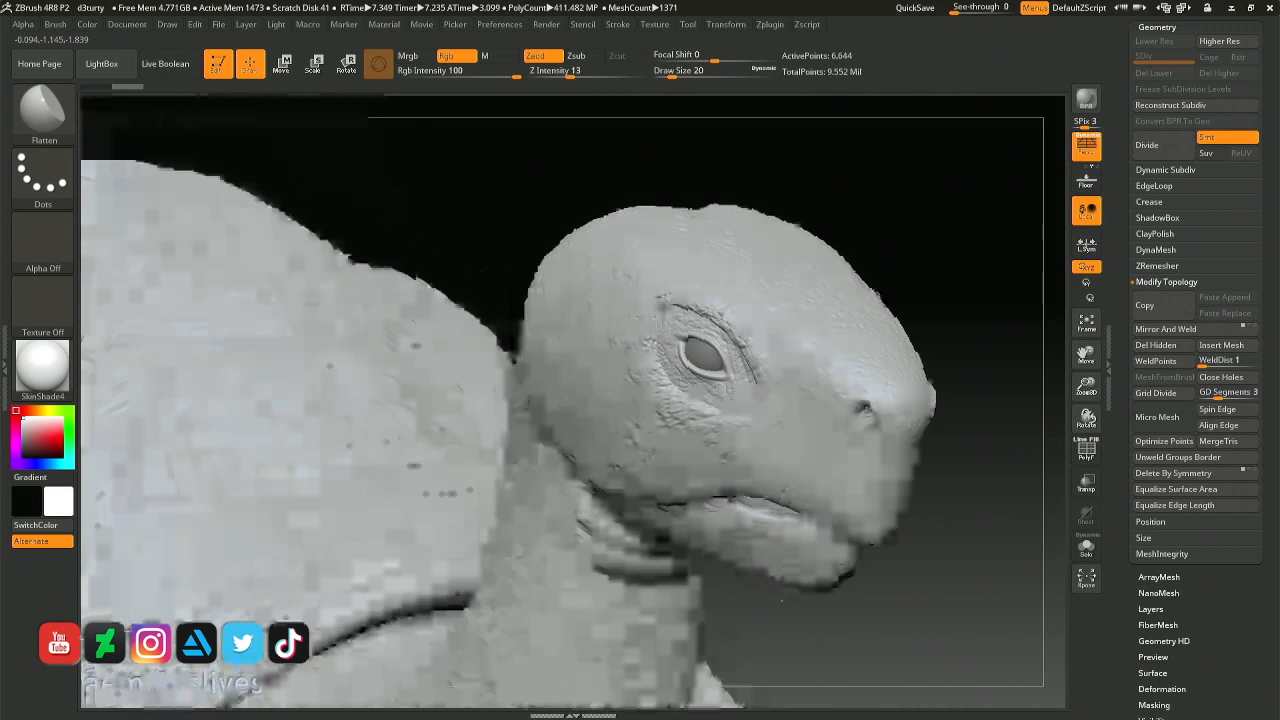 ZBrush 4R8 P2 d3turty • Free Mem 4.771GB • Active Mem 1473 • Scratch Disk 41 • RTime▸7.349 Timer▸7.235 ATime▸3.099 • PolyCount▸411.482 MP • MeshCount▸1371 QuickSave See-through 0 Menus DefaultZScript
Alpha Brush Color Document Draw Edit File Layer Light Macro Marker Material Movie Picker Preferences Render Stencil Stroke Texture Tool Transform Zplugin Zscript
-0.094,-1.145,-1.839
Home Page LightBox Live Boolean Edit Draw Move Scale Rotate Mrgb Rgb M Zadd Zsub Zcut Focal Shift 0 ActivePoints: 6,644
Rgb Intensity 100 Z Intensity 13 Draw Size 20 Dynamic TotalPoints: 9.552 Mil
Flatten
Dots
Alpha Off
Texture Off
SkinShade4
Gradient
SwitchColor
Alternate
You
Tube
BPR
SPix 3
Dynamic
Persp
Floor
Local
L.Sym
Xyz
Frame
Move
Zoom3D
Rotate
Line Fill
PolyF
Transp
Ghost
Dynamic
Solo
Xpose
Geometry
Lower Res Higher Res
SDiv Cage Rstr
Del Lower Del Higher
Freeze SubDivision Levels
Reconstruct Subdiv
Convert BPR To Geo
Divide Smt
Suv ReUV
Dynamic Subdiv
EdgeLoop
Crease
ShadowBox
ClayPolish
DynaMesh
ZRemesher
Modify Topology
Copy Paste Append
Paste Replace
Mirror And Weld
Del Hidden Insert Mesh
WeldPoints WeldDist 1
MeshFromBrush Close Holes
Grid Divide GD Segments 3
Micro Mesh Spin Edge
Align Edge
Optimize Points MergeTris
Unweld Groups Border
Delete By Symmetry
Equalize Surface Area
Equalize Edge Length
Position
Size
MeshIntegrity
ArrayMesh
NanoMesh
Layers
FiberMesh
Geometry HD
Preview
Surface
Deformation
Masking